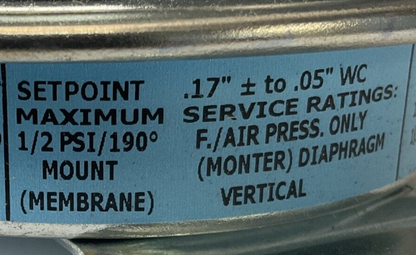 SETPOINT .17" ± to .05" WC
MAXIMUM SERVICE RATINGS:
1/2 PSI/190° F./AIR PRESS. ONLY
MOUNT (MONTER) DIAPHRAGM
(MEMBRANE) VERTICAL